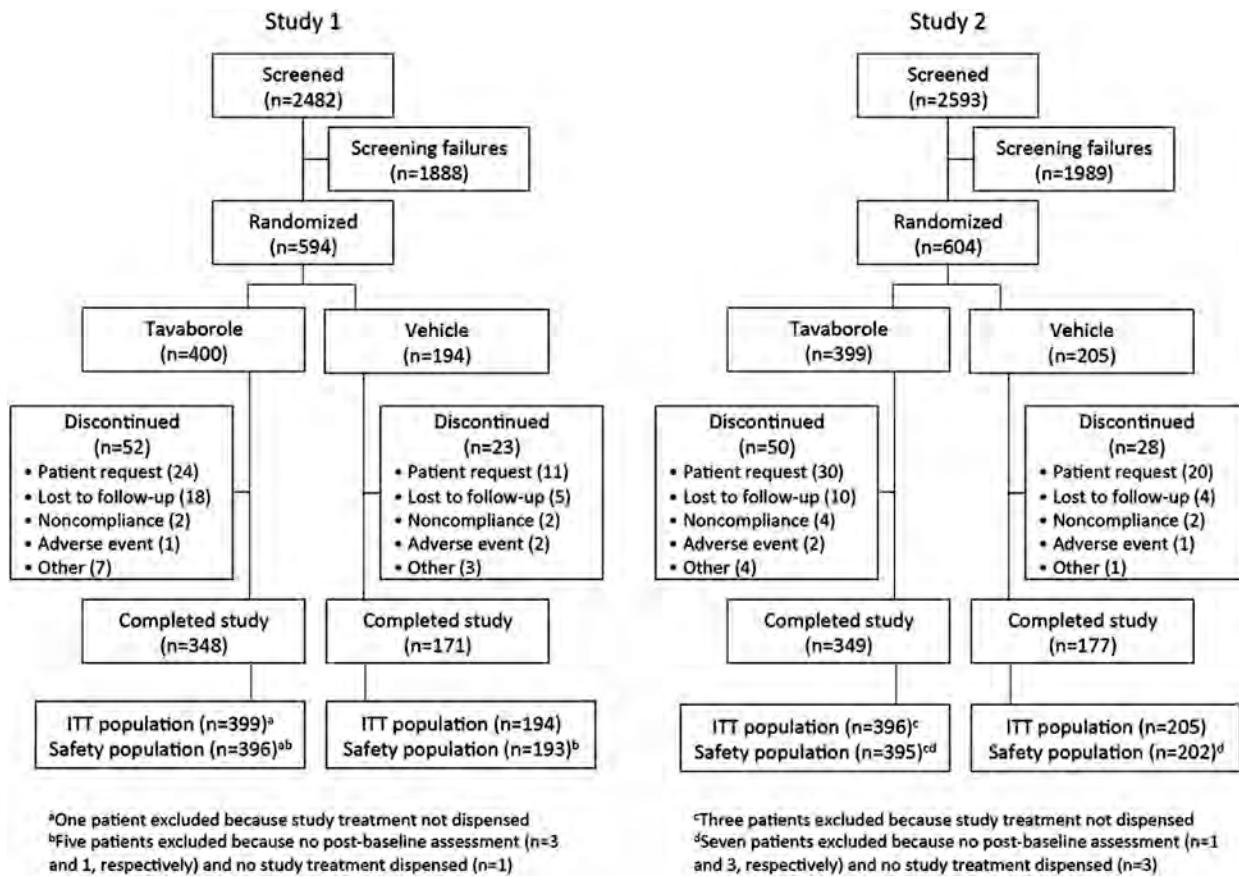 Study 1
Screened
(n=2482)
Screening failures
(n=1888)
Randomized
(n=594)
Tavaborole
(n=400)
Vehicle
(n=194)
Discontinued
(n=52)
• Patient request (24)
• Lost to follow-up (18)
• Noncompliance (2)
• Adverse event (1)
• Other (7)
Discontinued
(n=23)
• Patient request (11)
• Lost to follow-up (5)
• Noncompliance (2)
• Adverse event (2)
• Other (3)
Completed study
(n=348)
Completed study
(n=171)
ITT population (n=399)ᵃ
Safety population (n=396)ᵃᵇ
ITT population (n=194)
Safety population (n=193)ᵇ
ᵃOne patient excluded because study treatment not dispensed
ᵇFive patients excluded because no post-baseline assessment (n=3
and 1, respectively) and no study treatment dispensed (n=1)
Study 2
Screened
(n=2593)
Screening failures
(n=1989)
Randomized
(n=604)
Tavaborole
(n=399)
Vehicle
(n=205)
Discontinued
(n=50)
• Patient request (30)
• Lost to follow-up (10)
• Noncompliance (4)
• Adverse event (2)
• Other (4)
Discontinued
(n=28)
• Patient request (20)
• Lost to follow-up (4)
• Noncompliance (2)
• Adverse event (1)
• Other (1)
Completed study
(n=349)
Completed study
(n=177)
ITT population (n=396)ᶜ
Safety population (n=395)ᶜᵈ
ITT population (n=205)
Safety population (n=202)ᵈ
ᶜThree patients excluded because study treatment not dispensed
ᵈSeven patients excluded because no post-baseline assessment (n=1
and 3, respectively) and no study treatment dispensed (n=3)